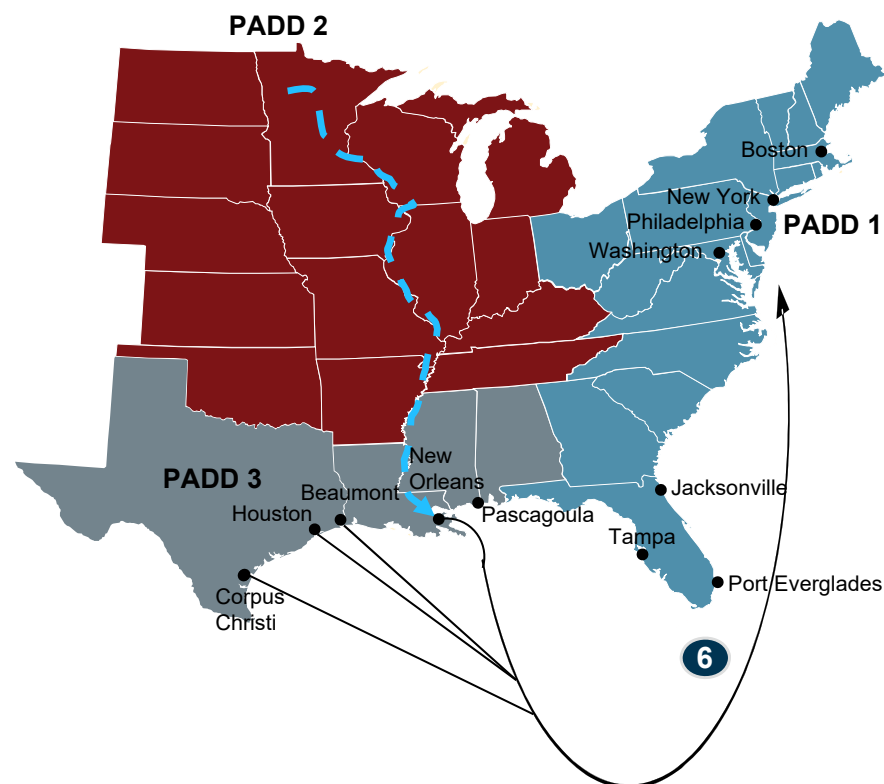 PADD 2
Boston
New York
Philadelphia
PADD 1
Washington
New
Orleans
PADD 3
Beaumont
Houston
Pascagoula
Jacksonville
Tampa
Port Everglades
Corpus
Christi
6